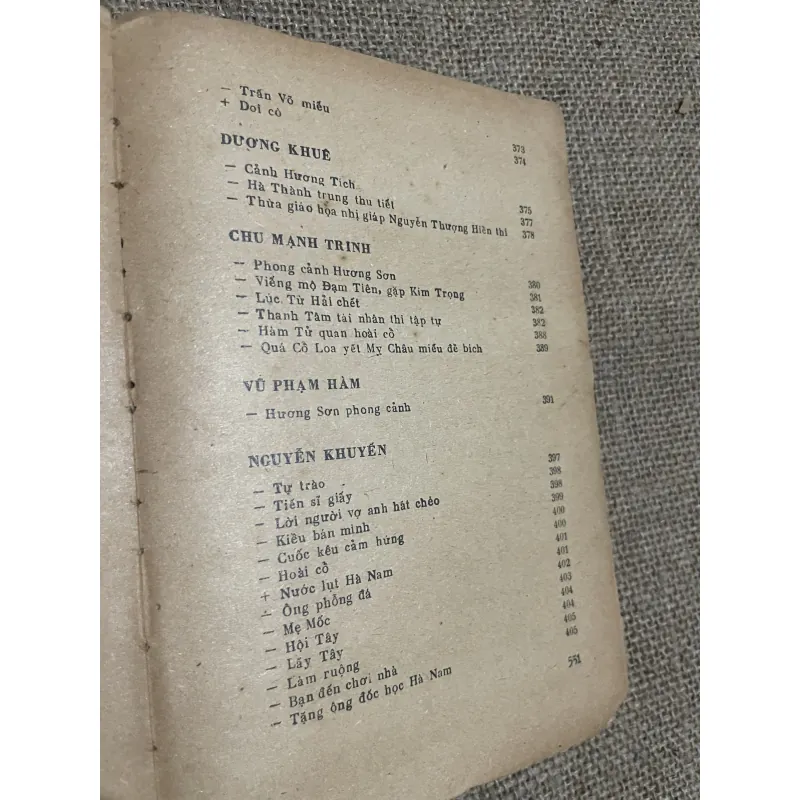 — Trấn Võ miếu 373
+ Dol cô 374
DƯỢNG KHUÊ
— Cảnh Hương Tích 375
— Hà Thành trung thu tiết 377
— Thừa giáo họa nhị giáp Nguyễn Thượng Hiền thi 378
CHU MẠNH TRINH
— Phong cảnh Hương Sơn 380
— Viếng mộ Đạm Tiên, gặp Kim Trọng 381
— Lúc Từ Hải chết 382
— Thanh Tâm tài nhân thi tập tự 382
— Hàm Tử quan hoài cổ 388
— Quá Cổ Loa yết Mỵ Châu miếu đề bích 389
VŨ PHẠM HÀM
— Hương Sơn phong cảnh 391
NGUYỄN KHUYẾN
— Tự trào 397
— Tiến sĩ giấy 398
— Lời người vợ anh hát chèo 398
— Kiều bán mình 399
— Cuốc kêu cảm hứng 400
— Hoài cổ 400
+ Nước lụt Hà Nam 401
— Ông phỗng đá 401
— Mẹ Mốc 402
— Hội Tây 403
— Lấy Tây 404
— Làm ruộng 404
— Bạn đến chơi nhà 405
— Tặng ông đốc học Hà Nam 405
551